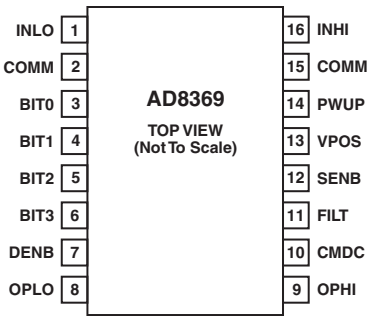 INLO 1
16 INHI
COMM 2
15 COMM
BIT0 3
AD8369
14 PWUP
BIT1 4
TOP VIEW
(Not To Scale)
13 VPOS
BIT2 5
12 SENB
BIT3 6
11 FILT
DENB 7
10 CMDC
OPLO 8
9 OPHI